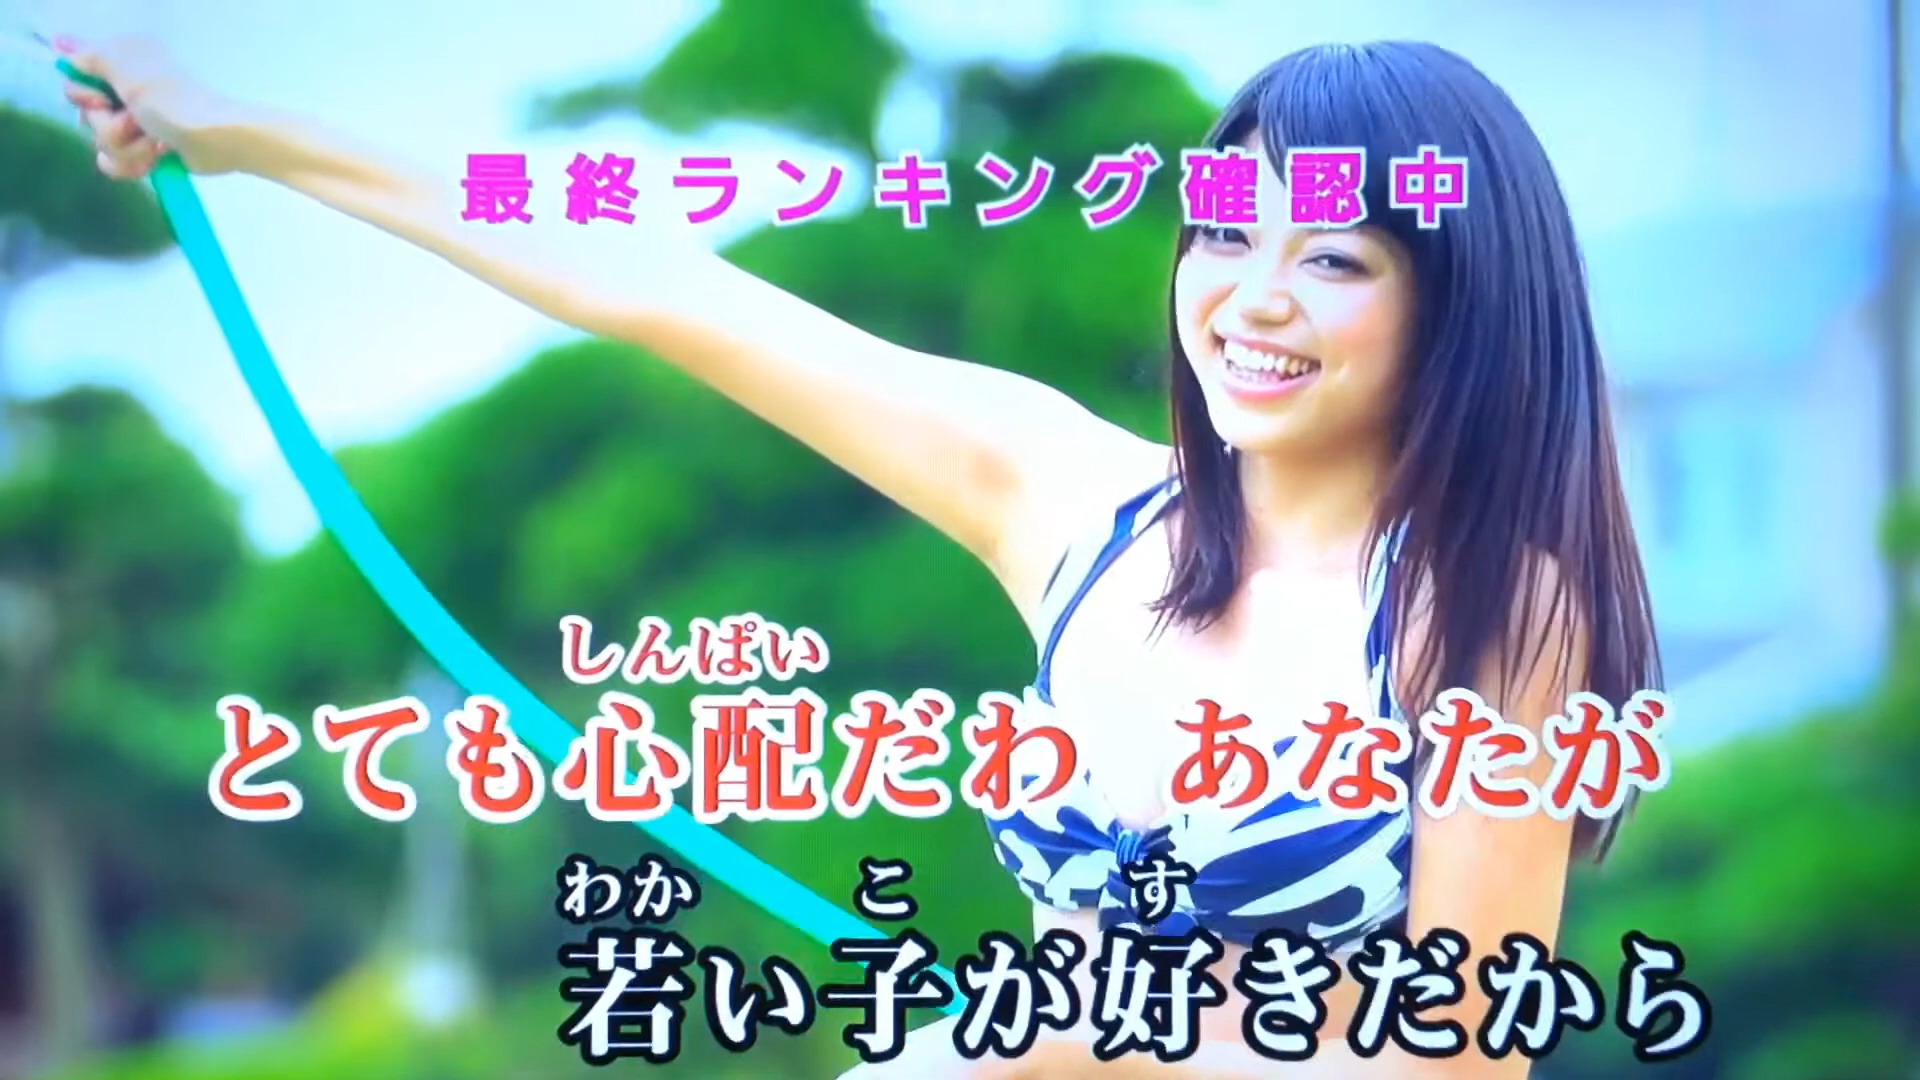 最終ランキング確認中
しんぱい
とても心配だわ あなたが
わか こ す
若い子が好きだから